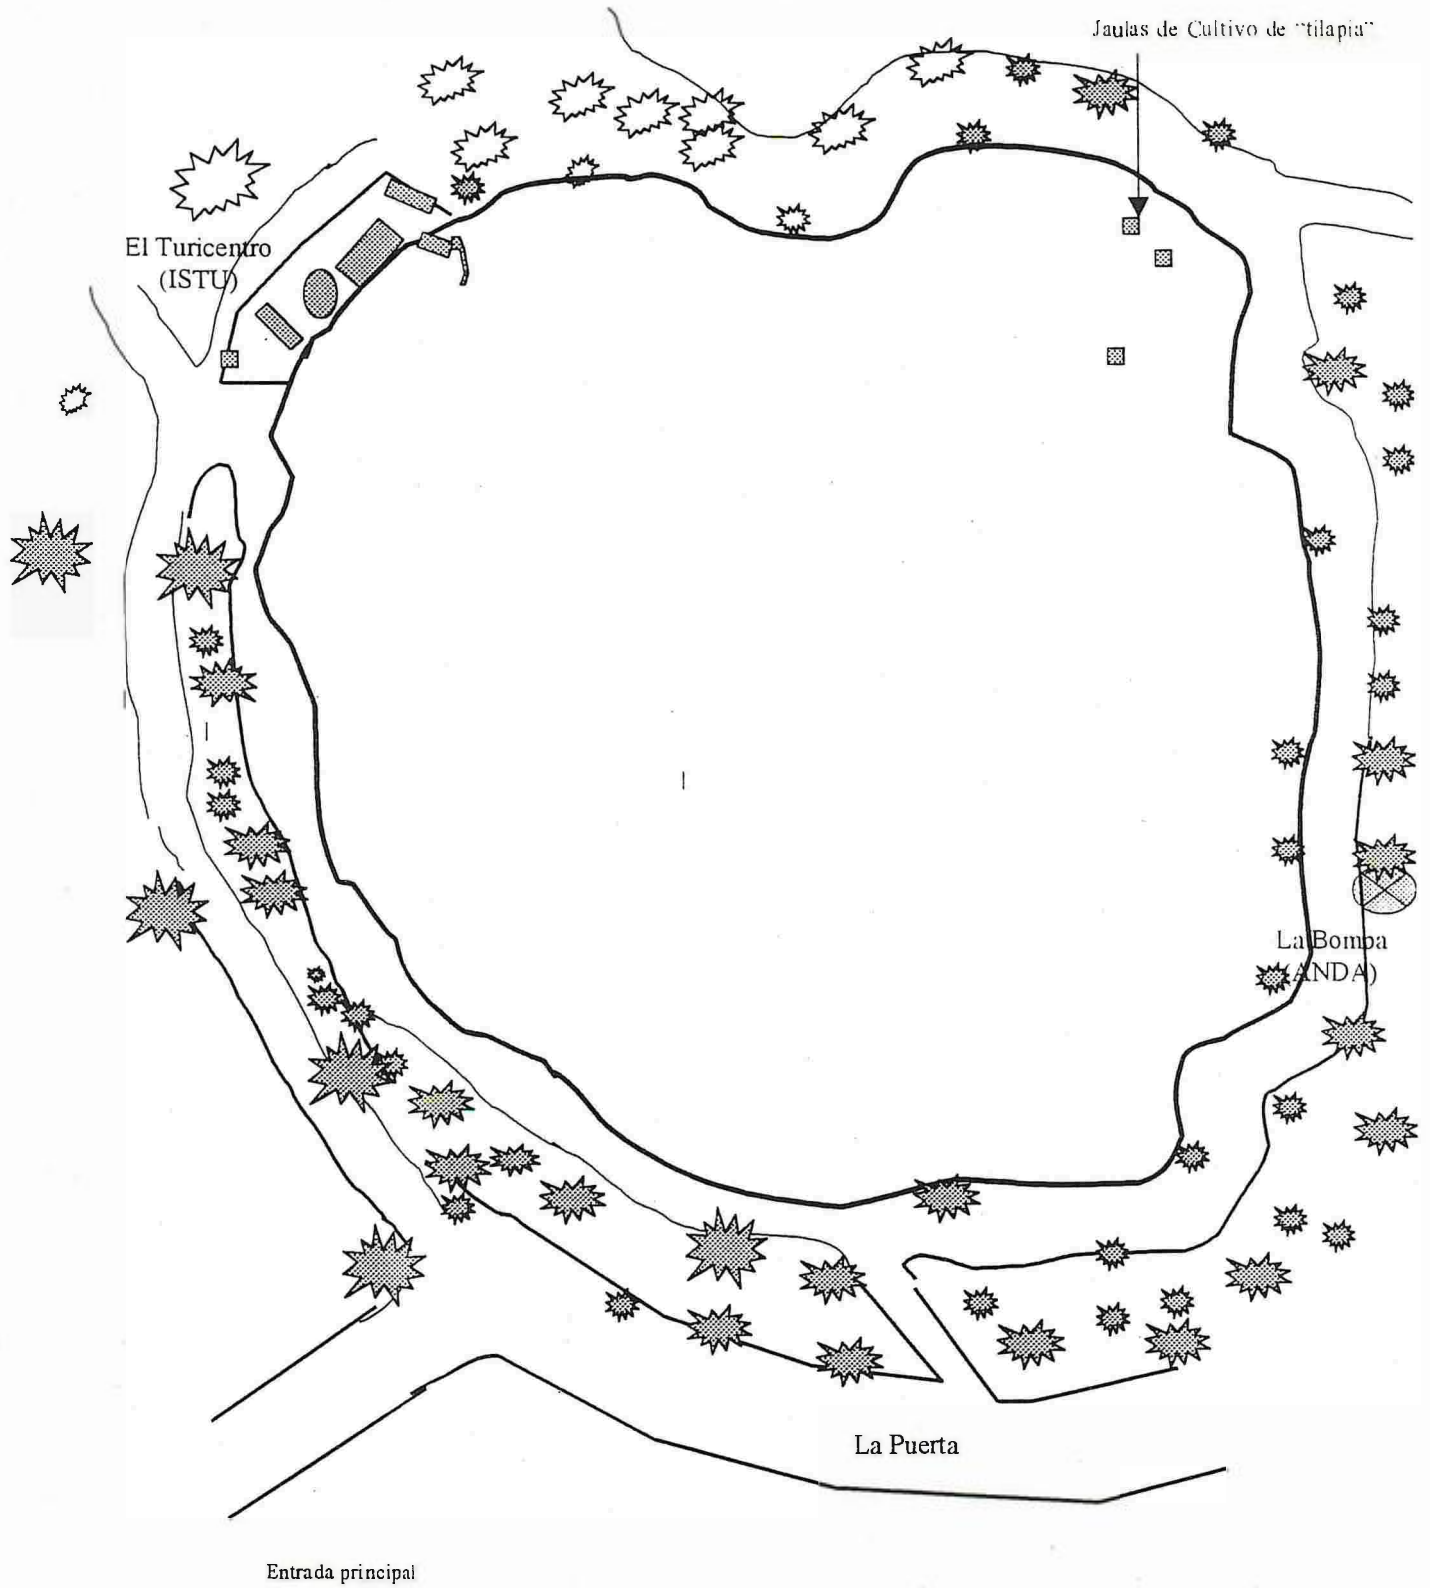 Jaulas de Cultivo de "tilapia"
El Turicentro
(ISTU)
La Bomba
(ANDA)
La Puerta
Entrada principal